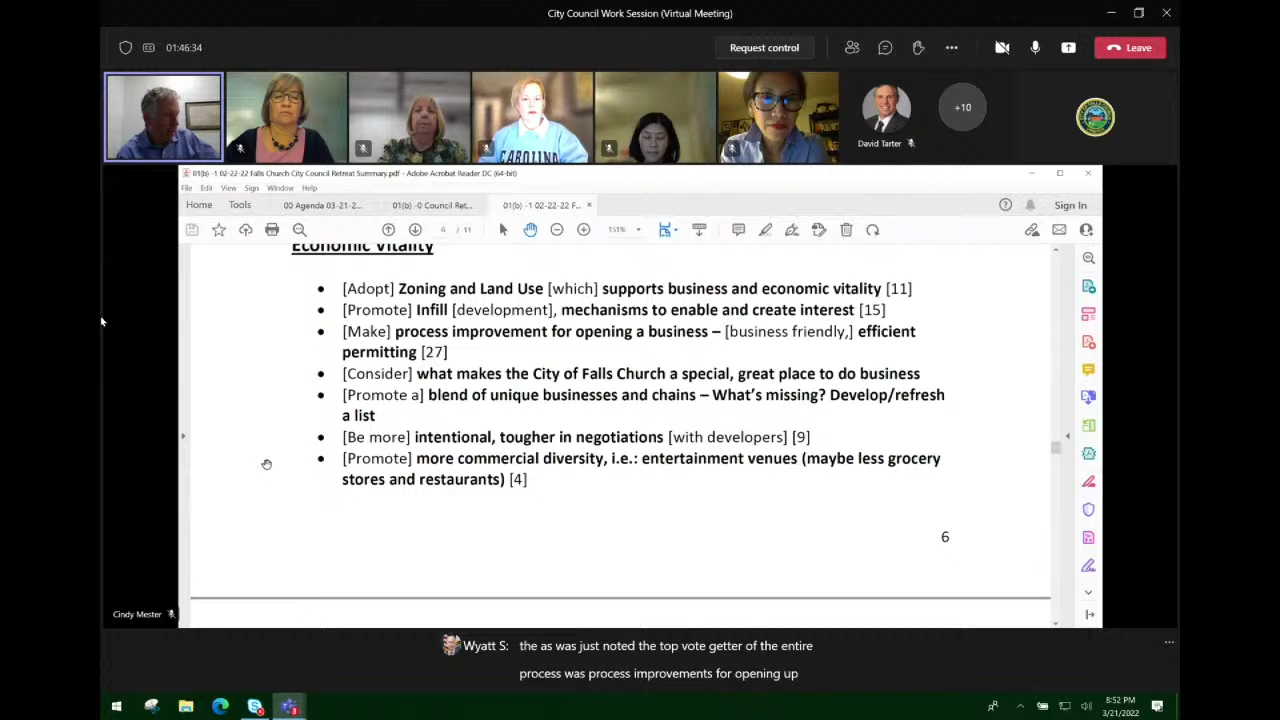 City Council Work Session (Virtual Meeting)
01:46:34
Request control
Leave
CAROLINA
David Tarter
+10
01(b) -1 02-22-22 Falls Church City Council Retreat Summary.pdf - Adobe Acrobat Reader DC (64-bit)
File Edit View Sign Window Help
Home Tools 00 Agenda 03-21-2... 01(b) -0 Council Ret... 01(b) -1 02-22-22 F... Sign In
6 / 11 151%
Economic Vitality
• [Adopt] Zoning and Land Use [which] supports business and economic vitality [11]
• [Promote] Infill [development], mechanisms to enable and create interest [15]
• [Make] process improvement for opening a business – [business friendly,] efficient
permitting [27]
• [Consider] what makes the City of Falls Church a special, great place to do business
• [Promote a] blend of unique businesses and chains – What's missing? Develop/refresh
a list
• [Be more] intentional, tougher in negotiations [with developers] [9]
• [Promote] more commercial diversity, i.e.: entertainment venues (maybe less grocery
stores and restaurants) [4]
6
Cindy Mester
Wyatt S: the as was just noted the top vote getter of the entire
process was process improvements for opening up
8:52 PM
3/21/2022